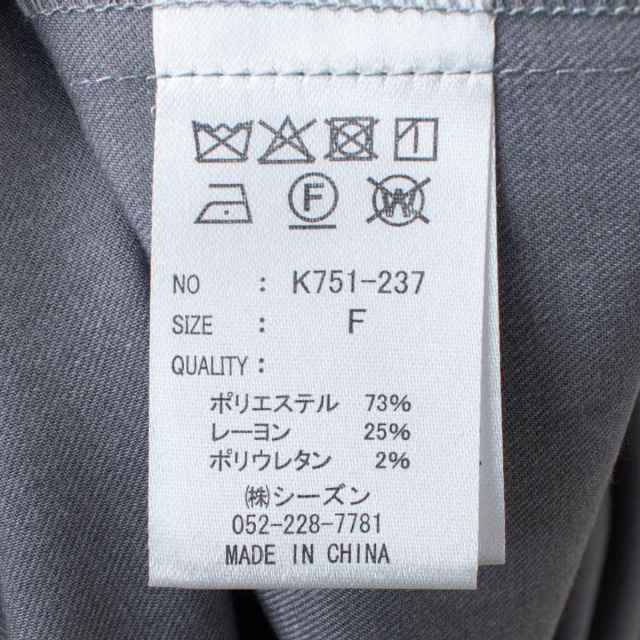 F
W
NO : K751-237
SIZE : F
QUALITY:
ポリエステル 73%
レーヨン 25%
ポリウレタン 2%
㈱シーズン
052-228-7781
MADE IN CHINA